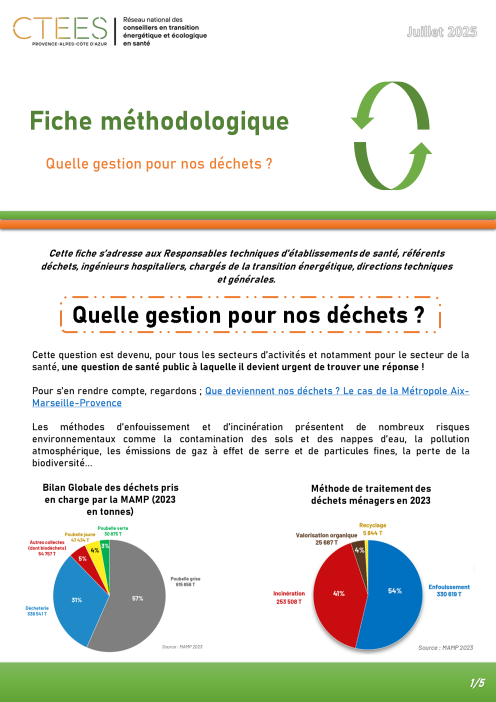 CTEES
PROVENCE-ALPES-CÔTE D'AZUR
Réseau national des
conseillers en transition
énergétique et écologique
en santé
Juillet 2025
Fiche méthodologique
Quelle gestion pour nos déchets ?
Cette fiche s'adresse aux Responsables techniques d'établissements de santé, référents
déchets, ingénieurs hospitaliers, chargés de la transition énergétique, directions techniques
et générales.
Quelle gestion pour nos déchets ?
Cette question est devenu, pour tous les secteurs d'activités et notamment pour le secteur de la
santé, une question de santé public à laquelle il devient urgent de trouver une réponse !
Pour s'en rendre compte, regardons ; Que deviennent nos déchets ? Le cas de la Métropole Aix-
Marseille-Provence
Les méthodes d'enfouissement et d'incinération présentent de nombreux risques
environnementaux comme la contamination des sols et des nappes d'eau, la pollution
atmosphérique, les émissions de gaz à effet de serre et de particules fines, la perte de la
biodiversité...
Bilan Globale des déchets pris
en charge par la MAMP (2023
en tonnes)
Poubelle verte
30 875 T
Poubelle jaune
47 434 T
Autres collectes
(dont biodéchets)
54 757 T
3%
4%
5%
Poubelle grise
615 656 T
31%
57%
Déchèterie
336 541 T
Source : MAMP 2023
Méthode de traitement des
déchets ménagers en 2023
Recyclage
5 644 T
Valorisation organique
25 687 T
4%
Incinération
253 508 T
41%
54%
Enfouissement
330 619 T
Source : MAMP 2023
1/5